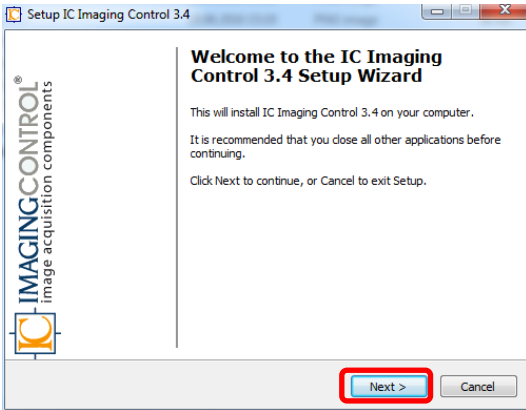 Setup IC Imaging Control 3.4
Welcome to the IC Imaging
Control 3.4 Setup Wizard
This will install IC Imaging Control 3.4 on your computer.
It is recommended that you close all other applications before
continuing.
Click Next to continue, or Cancel to exit Setup.
IMAGINGCONTROL®
image acquisition components
IC
Next >
Cancel